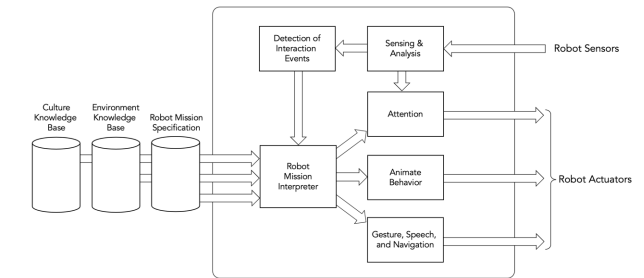 Detection of
Interaction
Events
Sensing &
Analysis
Robot Sensors
Culture
Knowledge
Base
Environment
Knowledge
Base
Robot Mission
Specification
Attention
Robot
Mission
Interpreter
Animate
Behavior
Robot Actuators
Gesture, Speech,
and Navigation